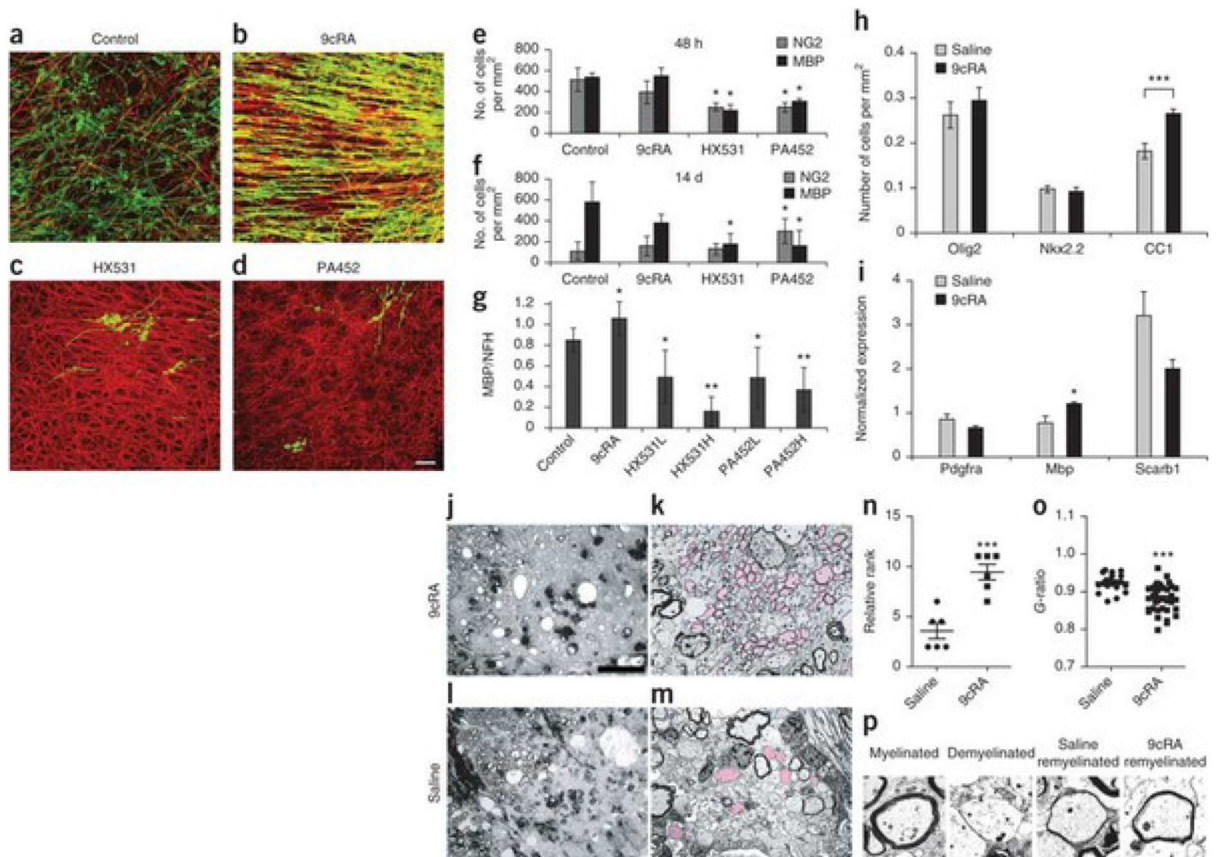 a
Control
b
9cRA
c
HX531
d
PA452
e
48 h
NG2
MBP
No. of cells
per mm²
800
600
400
200
0
* * * *
Control 9cRA HX531 PA452
f
14 d
NG2
MBP
No. of cells
per mm²
800
600
400
200
0
* * *
Control 9cRA HX531 PA452
g
MBP/NFH
1.2
1.0
0.8
0.6
0.4
0.2
0
* * ** * **
Control 9cRA HX531L HX531H PA452L PA452H
h
Saline
9cRA
Number of cells per mm²
0.4
0.3
0.2
0.1
0
***
Olig2 Nkx2.2 CC1
i
Saline
9cRA
Normalized expression
4
3
2
1
0
*
Pdgfra Mbp Scarb1
j
k
9cRA
l
m
Saline
n
Relative rank
15
10
5
0
***
Saline 9cRA
o
G-ratio
1.1
1.0
0.9
0.8
0.7
***
Saline 9cRA
p
Myelinated
Demyelinated
Saline
remyelinated
9cRA
remyelinated